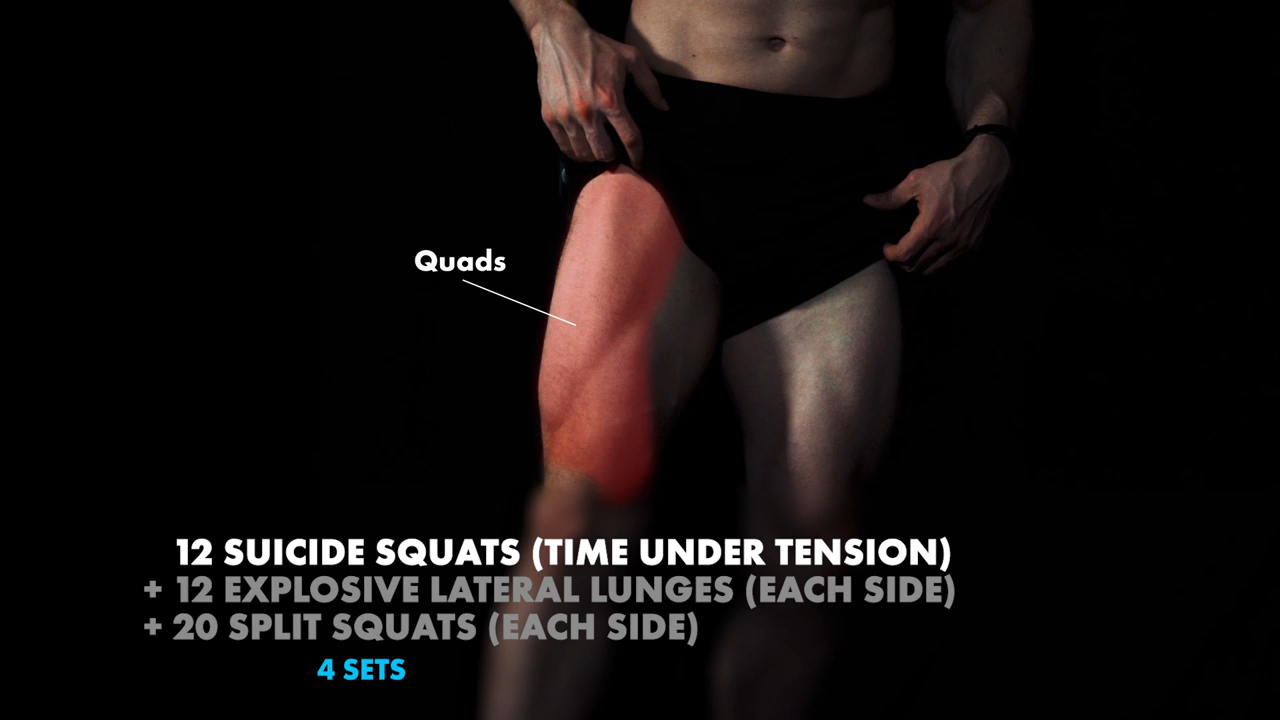 Quads
12 SUICIDE SQUATS (TIME UNDER TENSION)
+ 12 EXPLOSIVE LATERAL LUNGES (EACH SIDE)
+ 20 SPLIT SQUATS (EACH SIDE)
4 SETS